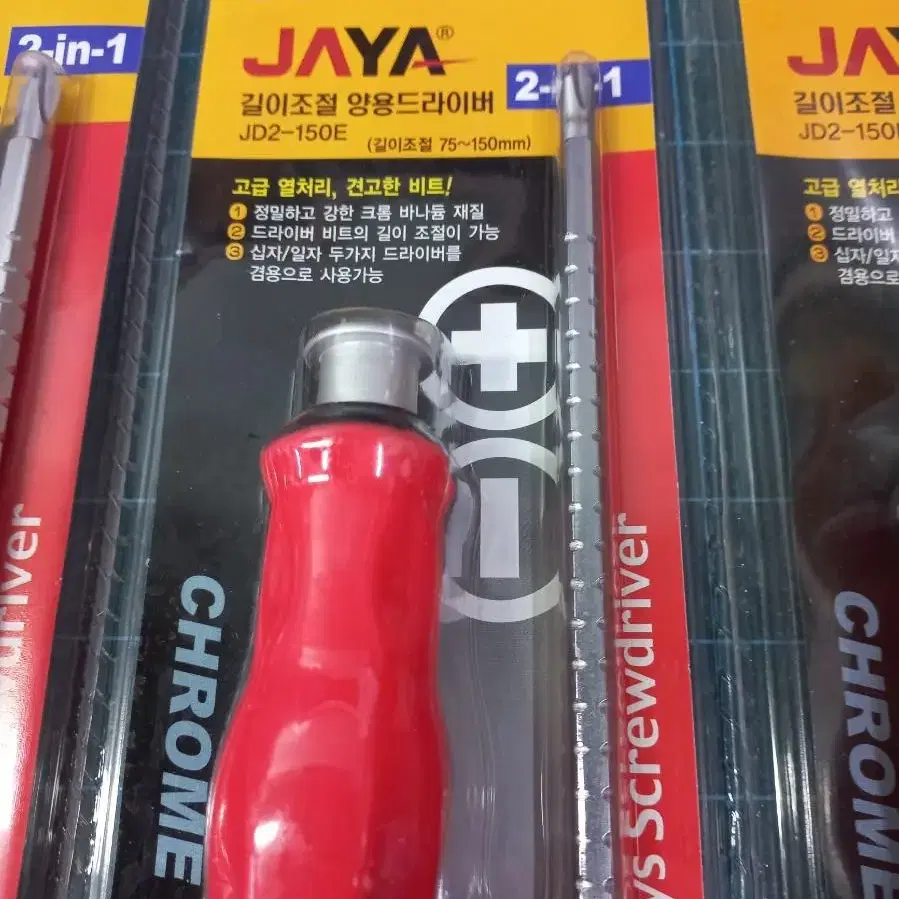 2-in-1
JAYA®
길이조절 양용드라이버
JD2-150E (길이조절 75~150mm)
고급 열처리, 견고한 비트!
1 정밀하고 강한 크롬 바나듐 재질
2 드라이버 비트의 길이 조절이 가능
3 십자/일자 두가지 드라이버를
겸용으로 사용가능
CHROME
Screwdriver
길이조절
JD2-150
고급 열처리
1 정밀하고
2 드라이버
3 십자/일자
겸용으로
CHROME